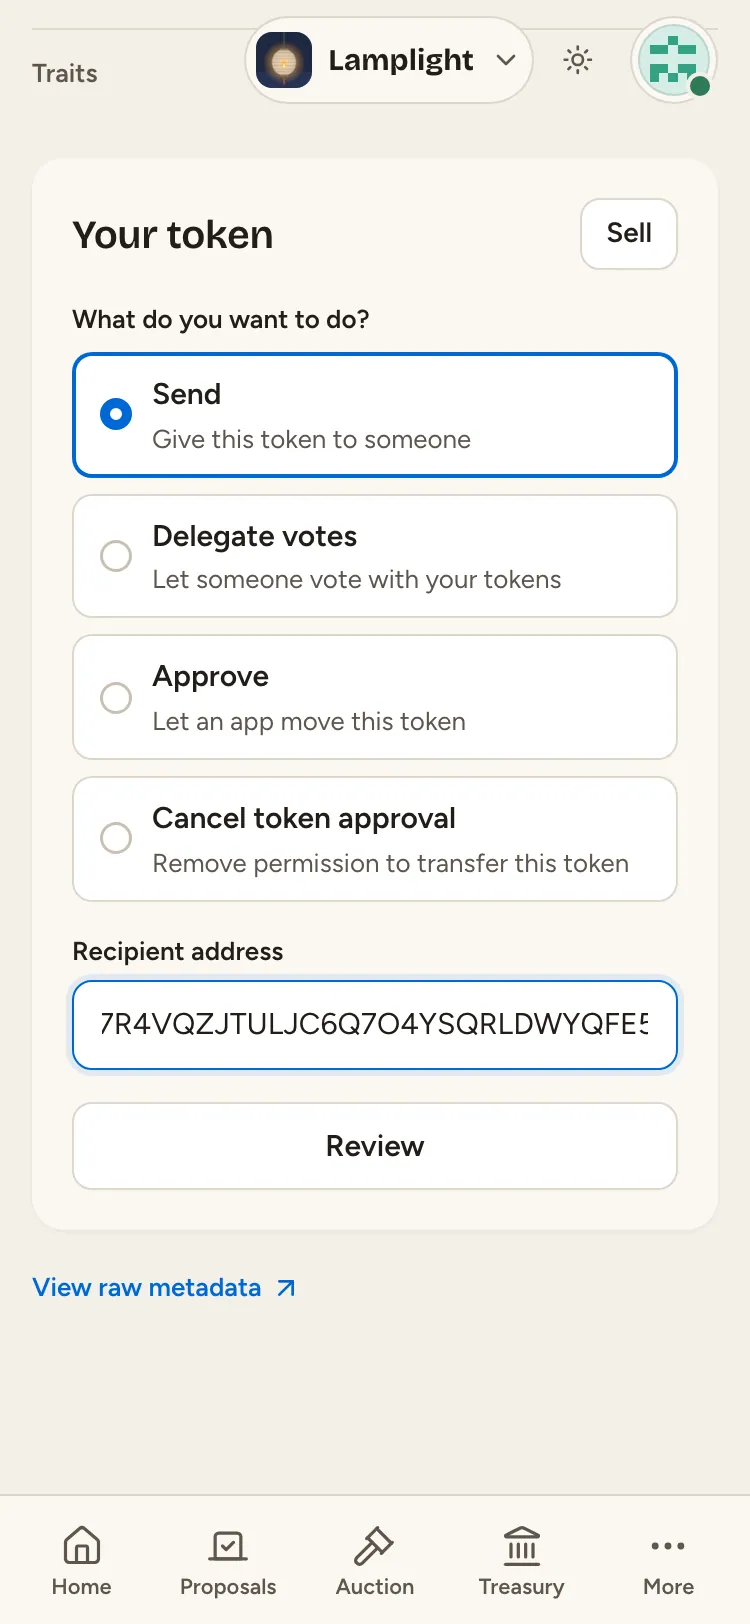 Traits
Lamplight
Your token
Sell
What do you want to do?
Send
Give this token to someone
Delegate votes
Let someone vote with your tokens
Approve
Let an app move this token
Cancel token approval
Remove permission to transfer this token
Recipient address
7R4VQZJTULJC6Q7O4YSQRLDWYQFE5
Review
View raw metadata
Home
Proposals
Auction
Treasury
More